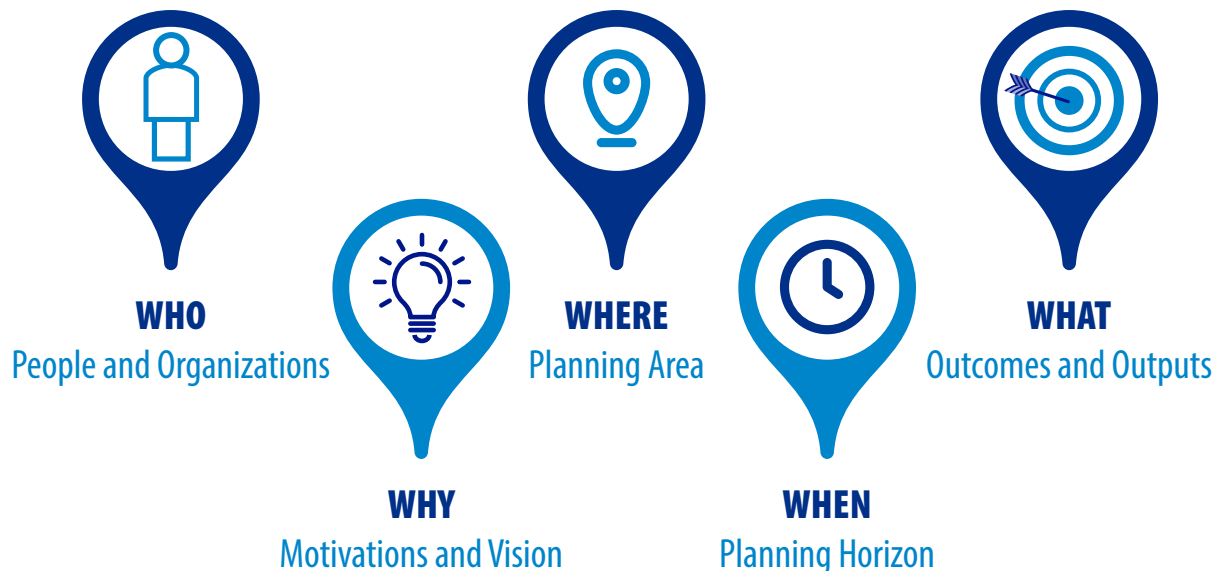 WHO
People and Organizations
WHY
Motivations and Vision
WHERE
Planning Area
WHEN
Planning Horizon
WHAT
Outcomes and Outputs